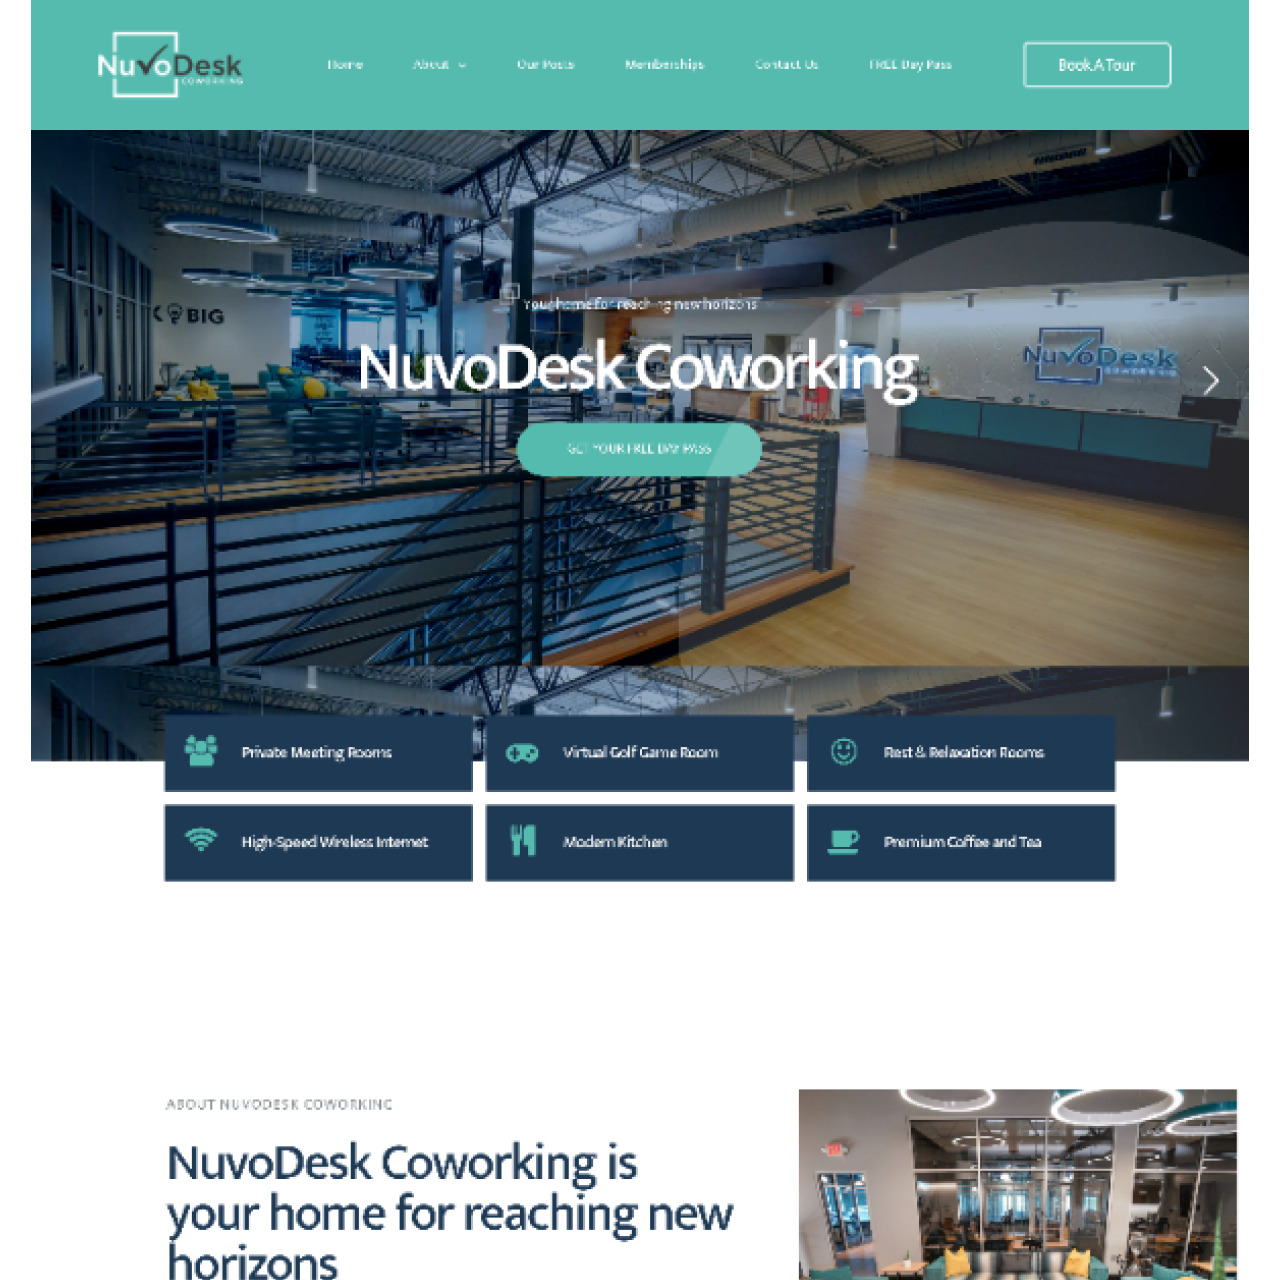 NuvoDesk
COWORKING
Home
About
Our Posts
Memberships
Contact Us
FREE Day Pass
Book A Tour
K BIG
Your home for reaching new horizons
NuvoDesk Coworking
NuvoDesk
COWORKING
GET YOUR FREE DAY PASS
Private Meeting Rooms
Virtual Golf Game Room
Rest & Relaxation Rooms
High-Speed Wireless Internet
Modern Kitchen
Premium Coffee and Tea
ABOUT NUVODESK COWORKING
NuvoDesk Coworking is
your home for reaching new
horizons